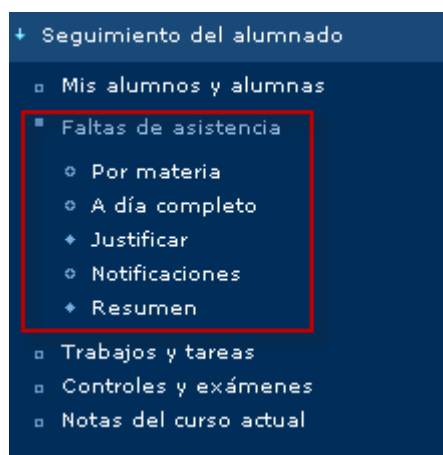 Seguimiento del alumnado
Mis alumnos y alumnas
Faltas de asistencia
Por materia
A día completo
Justificar
Notificaciones
Resumen
Trabajos y tareas
Controles y exámenes
Notas del curso actual